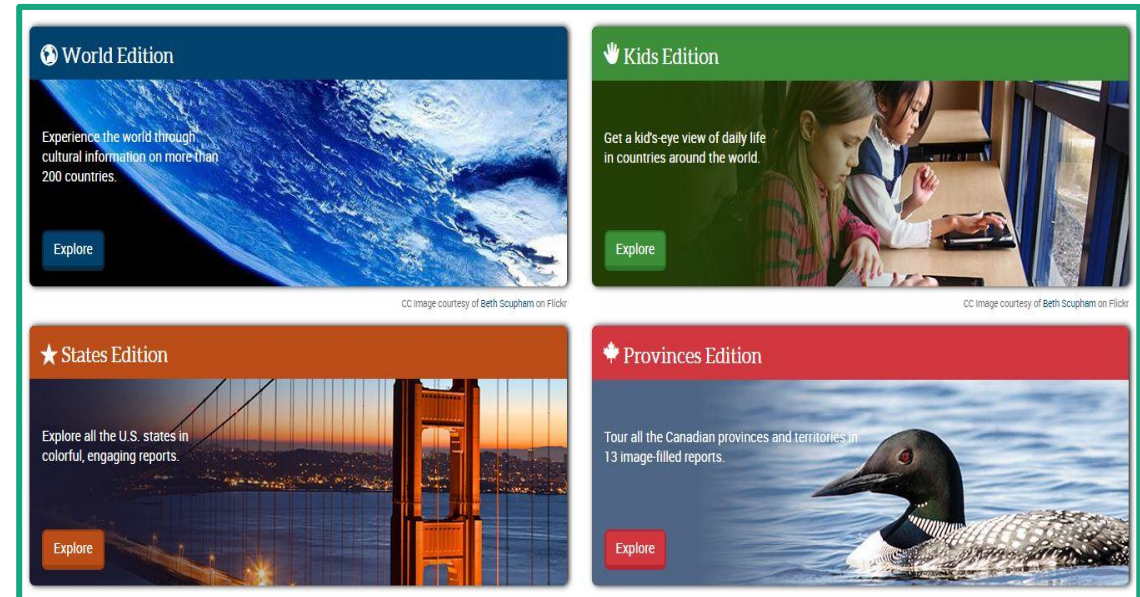 World Edition
Experience the world through
cultural information on more than
200 countries.
Explore
CC Image courtesy of Beth Scupham on Flickr
Kids Edition
Get a kid's-eye view of daily life
in countries around the world.
Explore
CC Image courtesy of Beth Scupham on Flickr
States Edition
Explore all the U.S. states in
colorful, engaging reports.
Explore
Provinces Edition
Tour all the Canadian provinces and territories in
13 image-filled reports.
Explore